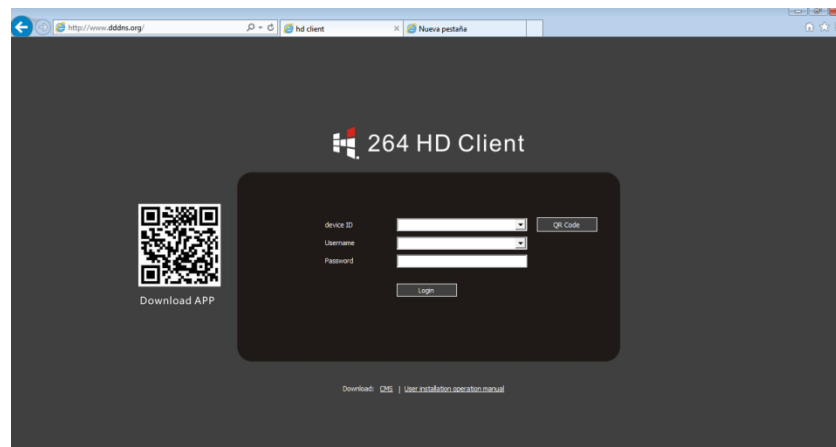 http://www.dddns.org/
hd client
Nueva pestaña
264 HD Client
device ID
QR Code
Username
Password
Login
Download APP
Download: CMS | User installation operation manual